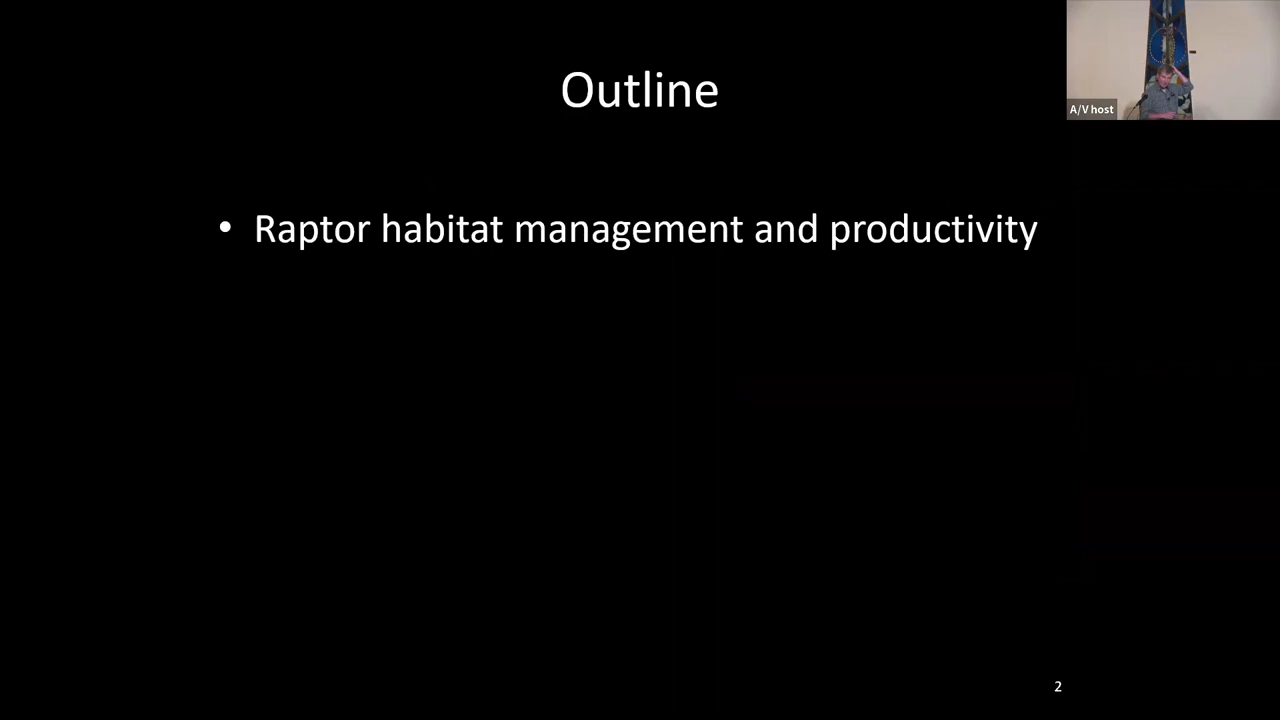 Outline
A/V host
• Raptor habitat management and productivity
2